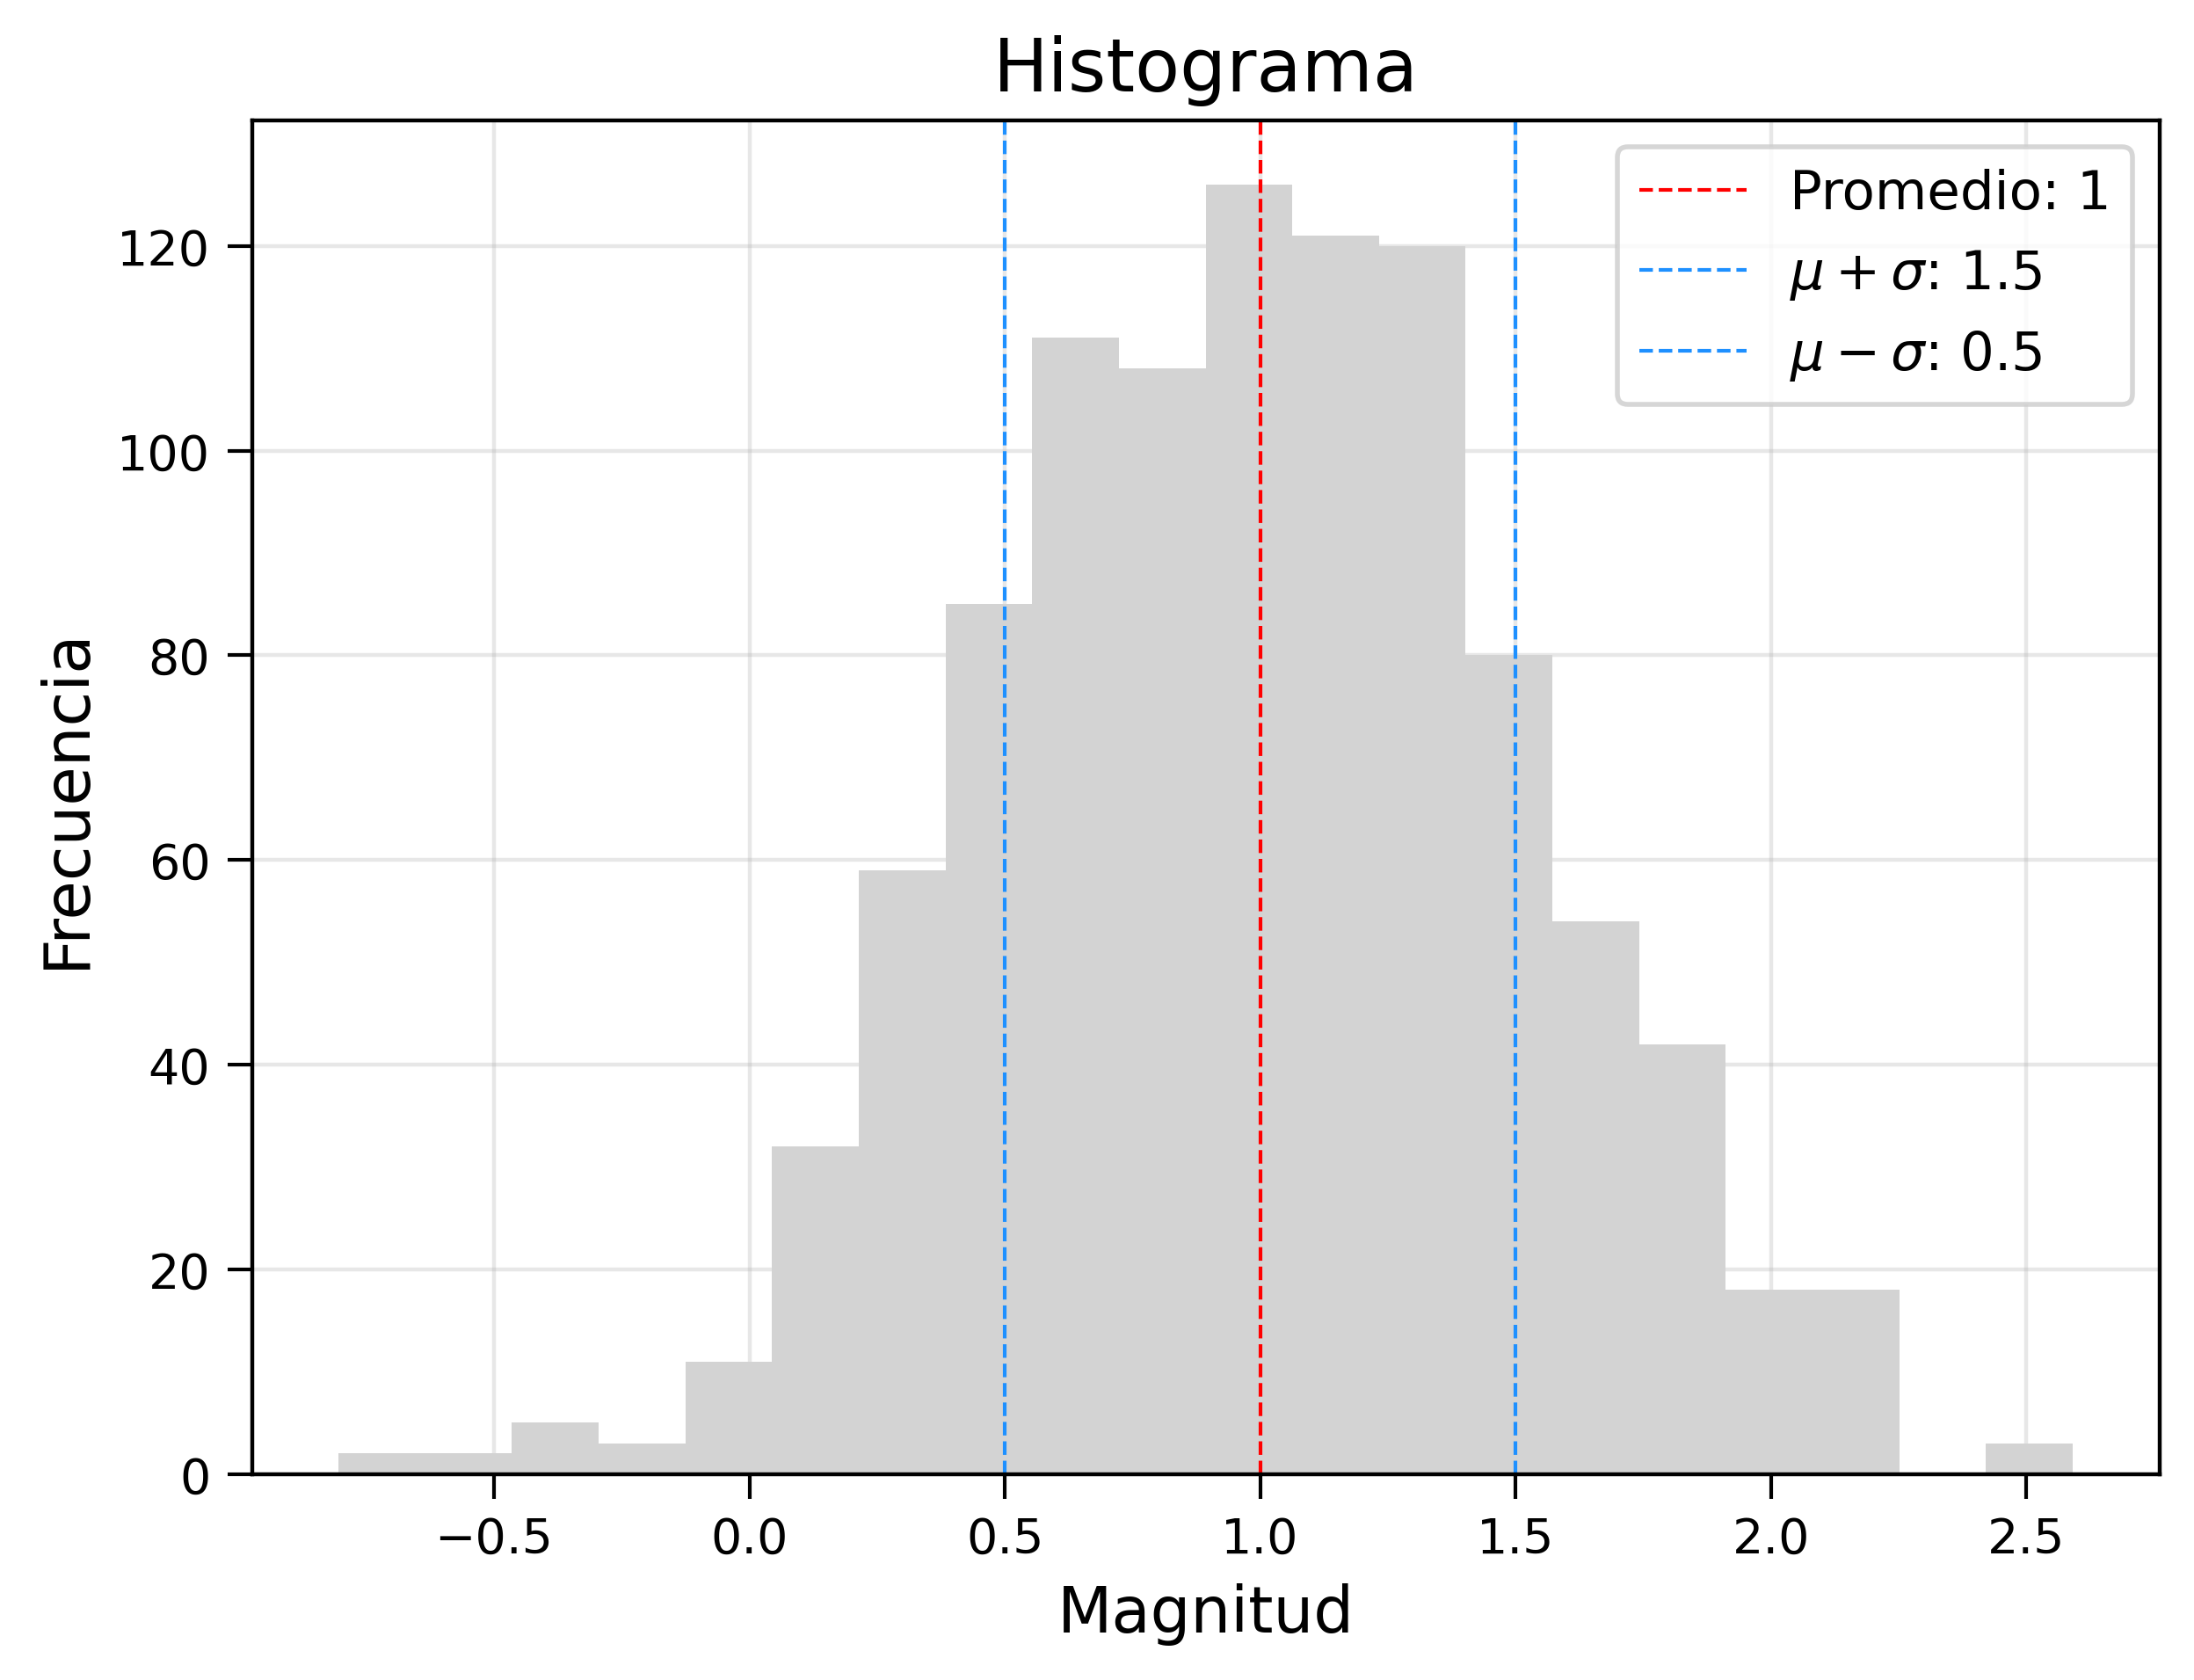 Histograma
Promedio: 1
μ + σ: 1.5
μ − σ: 0.5
120
100
80
60
40
20
0
Frecuencia
−0.5 0.0 0.5 1.0 1.5 2.0 2.5
Magnitud